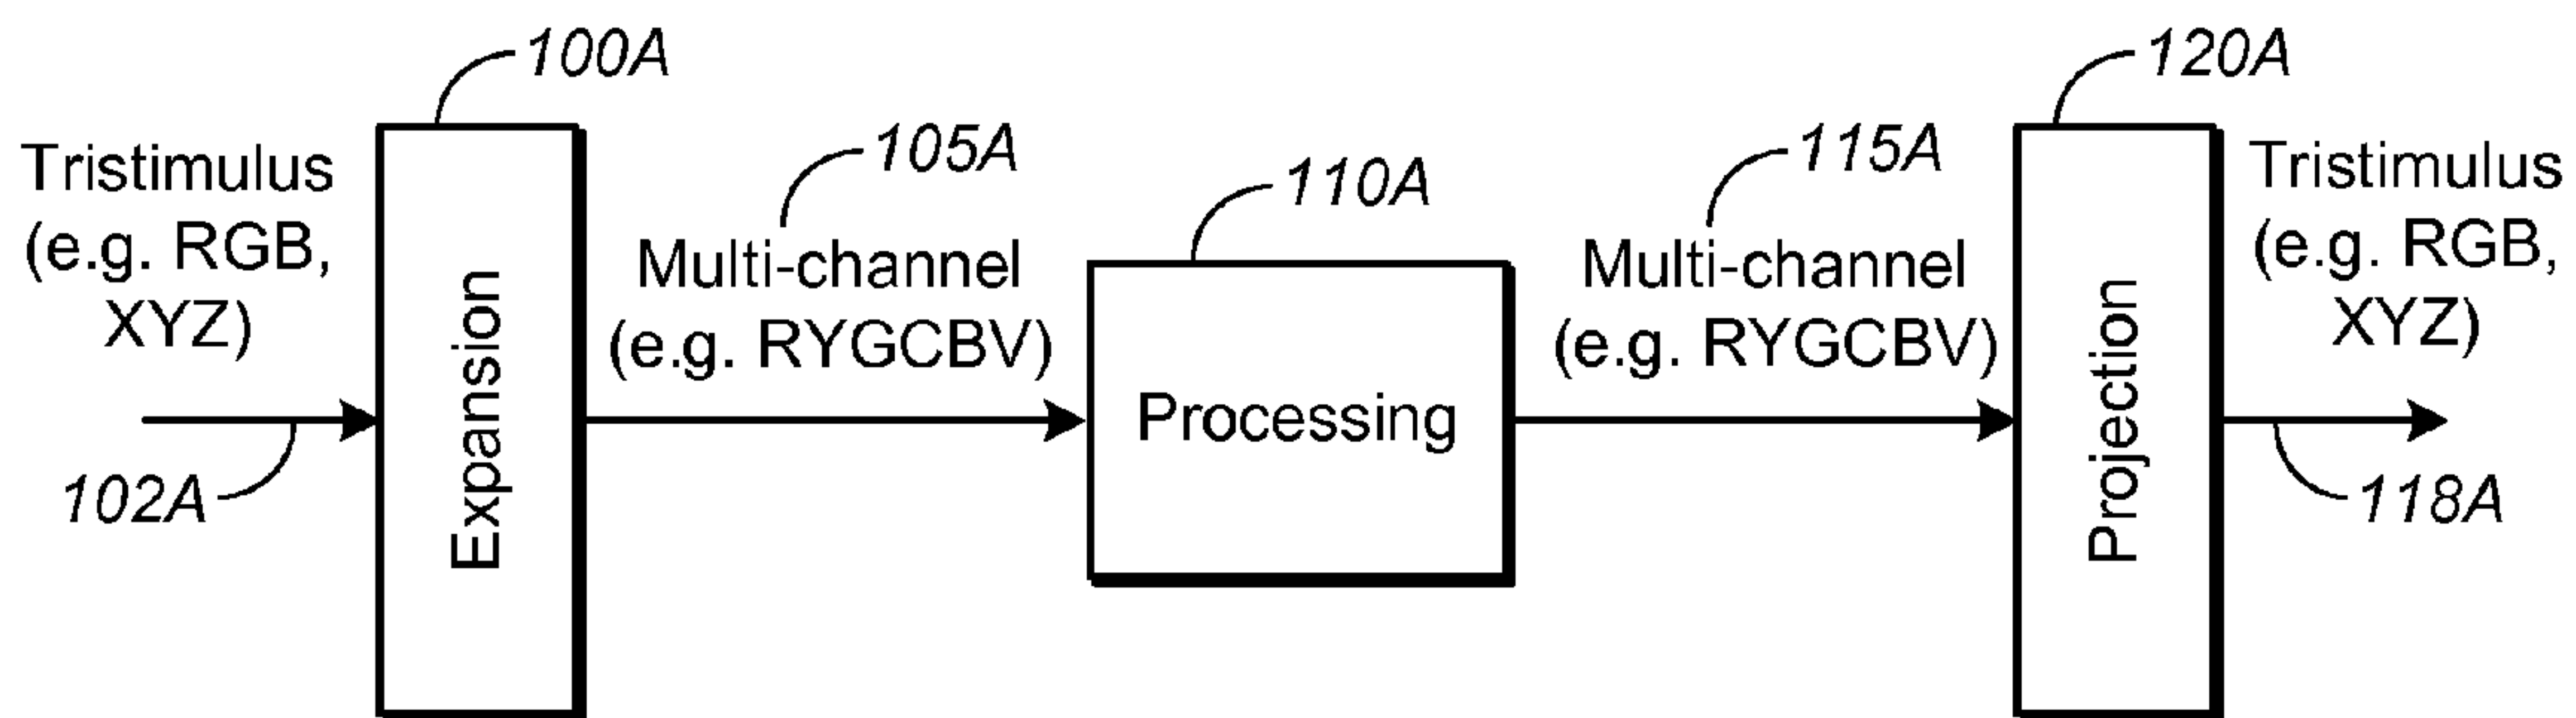 100A
120A
105A
115A
110A
Tristimulus
(e.g. RGB,
XYZ)
Multi-channel
(e.g. RYGCBV)
Multi-channel
(e.g. RYGCBV)
Tristimulus
(e.g. RGB,
XYZ)
Expansion
Processing
Projection
102A
118A